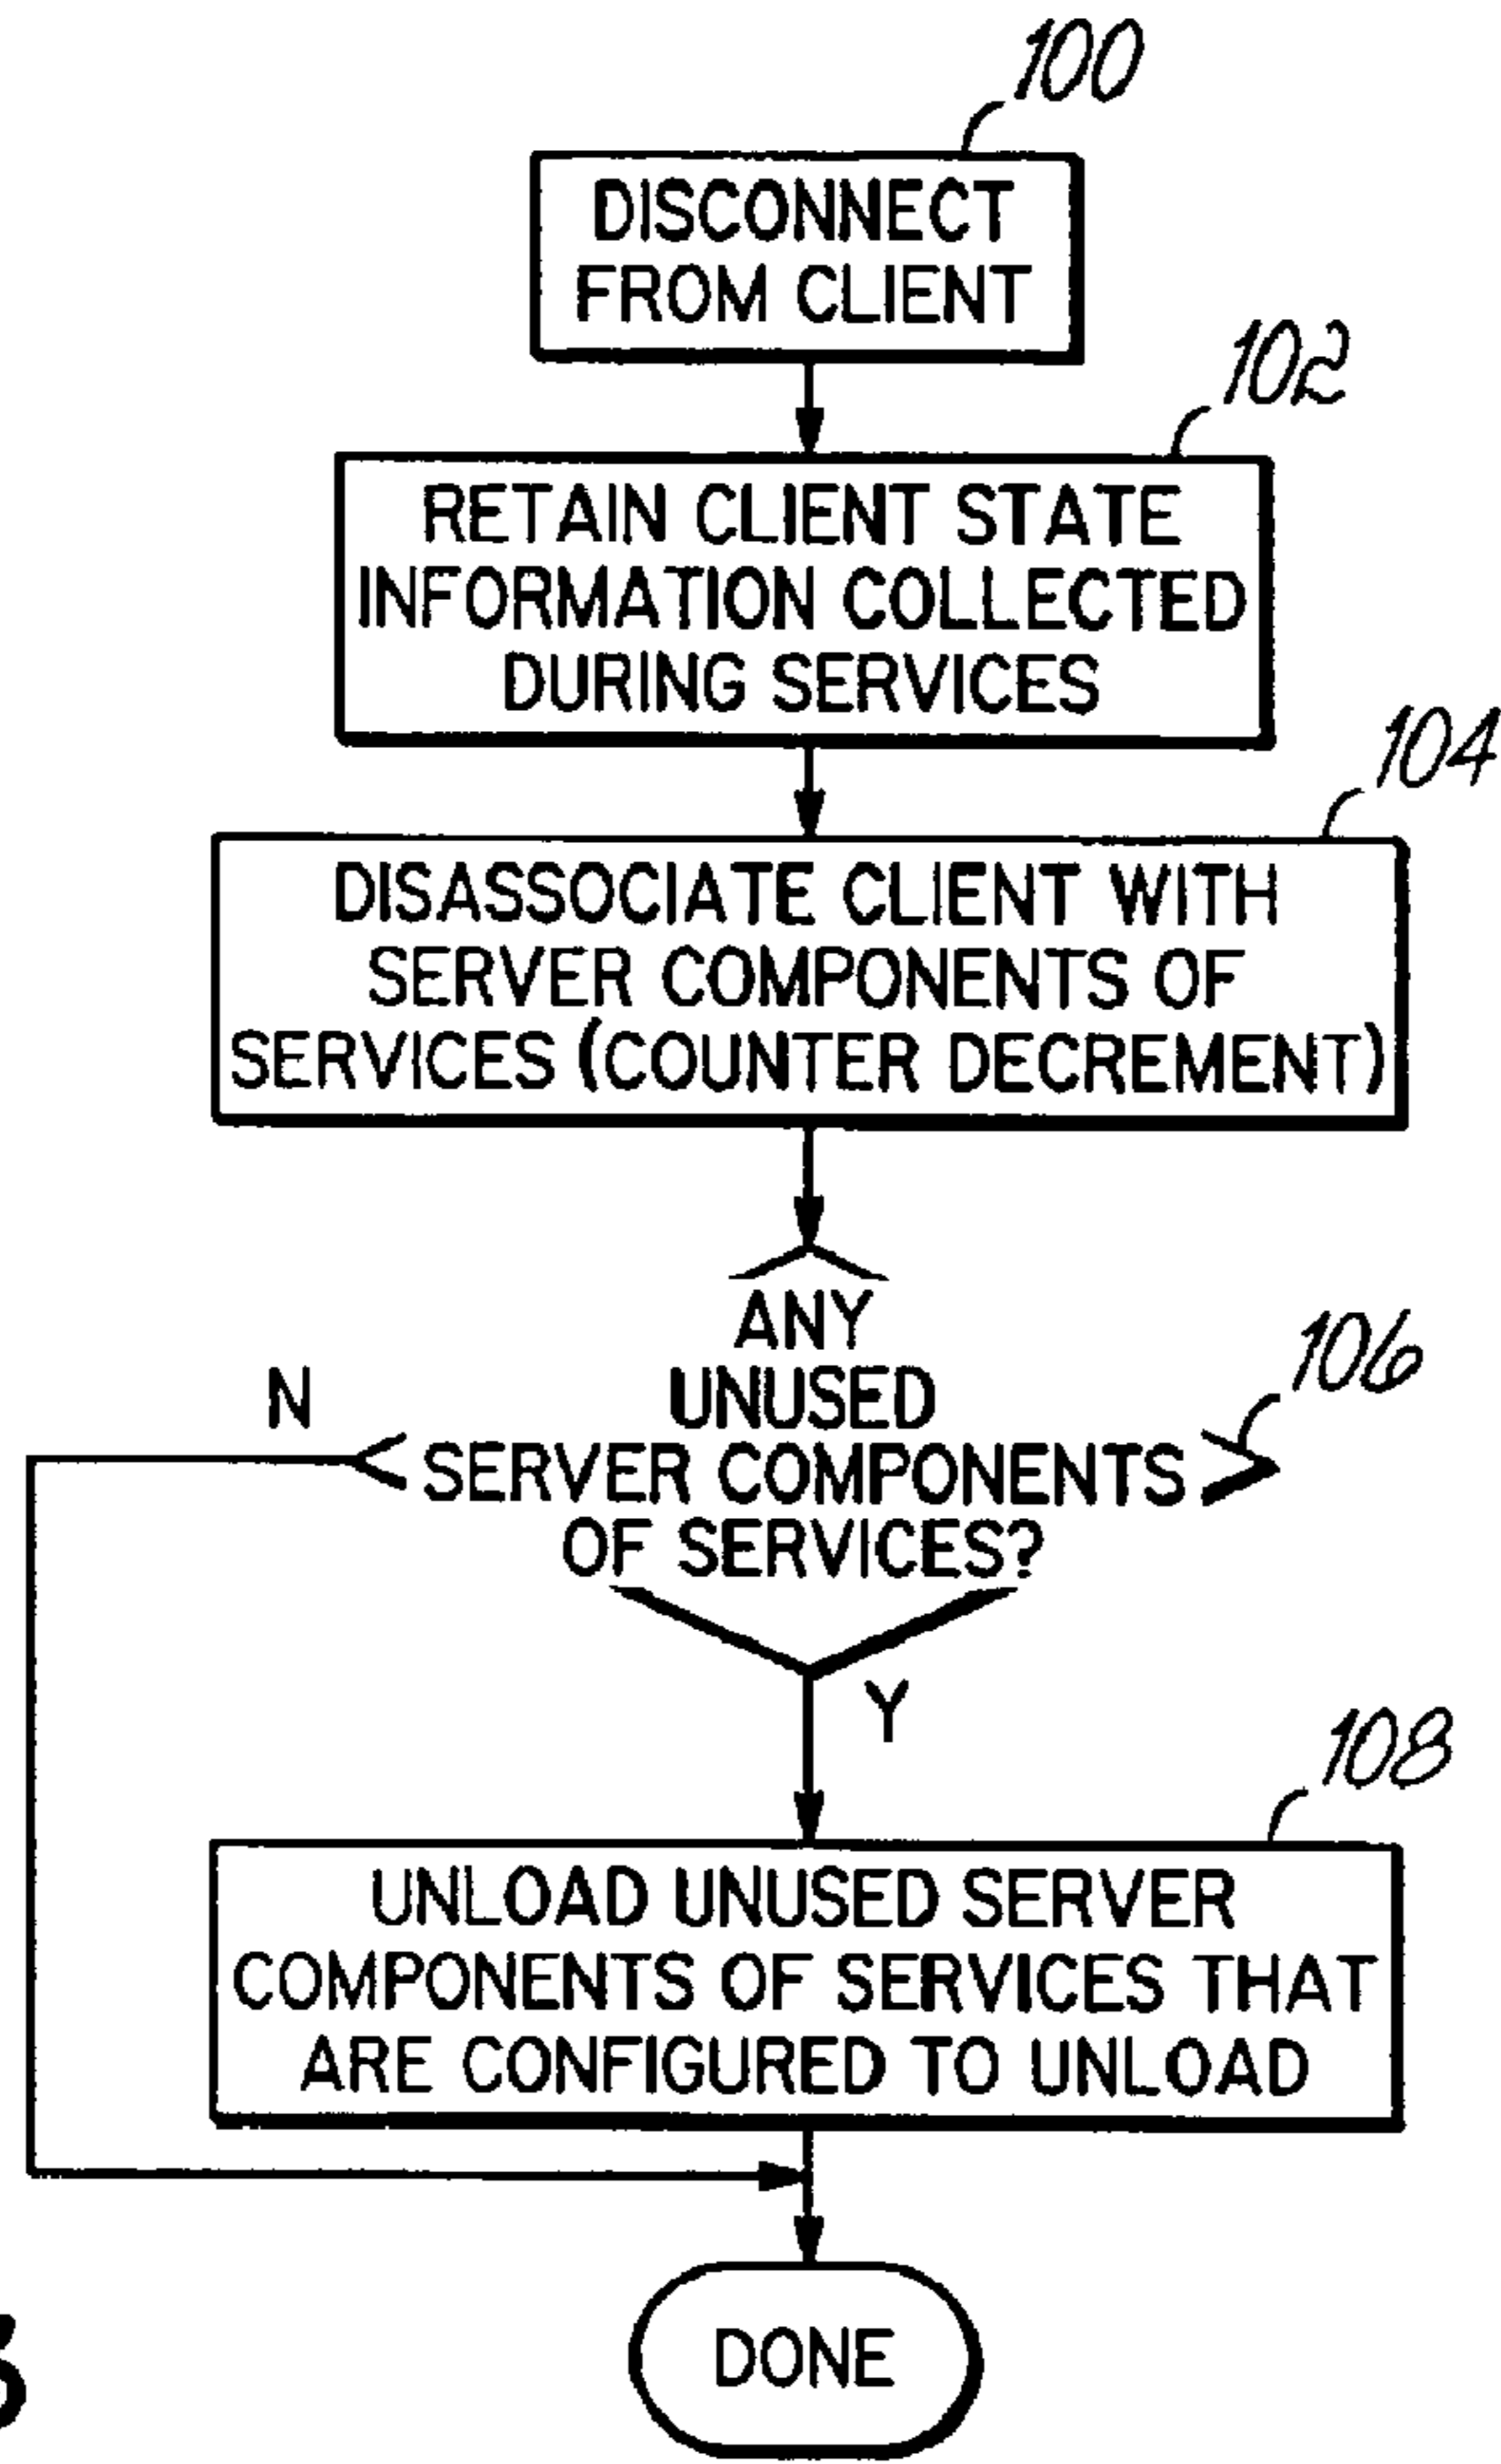 100
DISCONNECT
FROM CLIENT
102
RETAIN CLIENT STATE
INFORMATION COLLECTED
DURING SERVICES
104
DISASSOCIATE CLIENT WITH
SERVER COMPONENTS OF
SERVICES (COUNTER DECREMENT)
ANY
UNUSED
SERVER COMPONENTS
OF SERVICES?
N
106
Y
108
UNLOAD UNUSED SERVER
COMPONENTS OF SERVICES THAT
ARE CONFIGURED TO UNLOAD
DONE